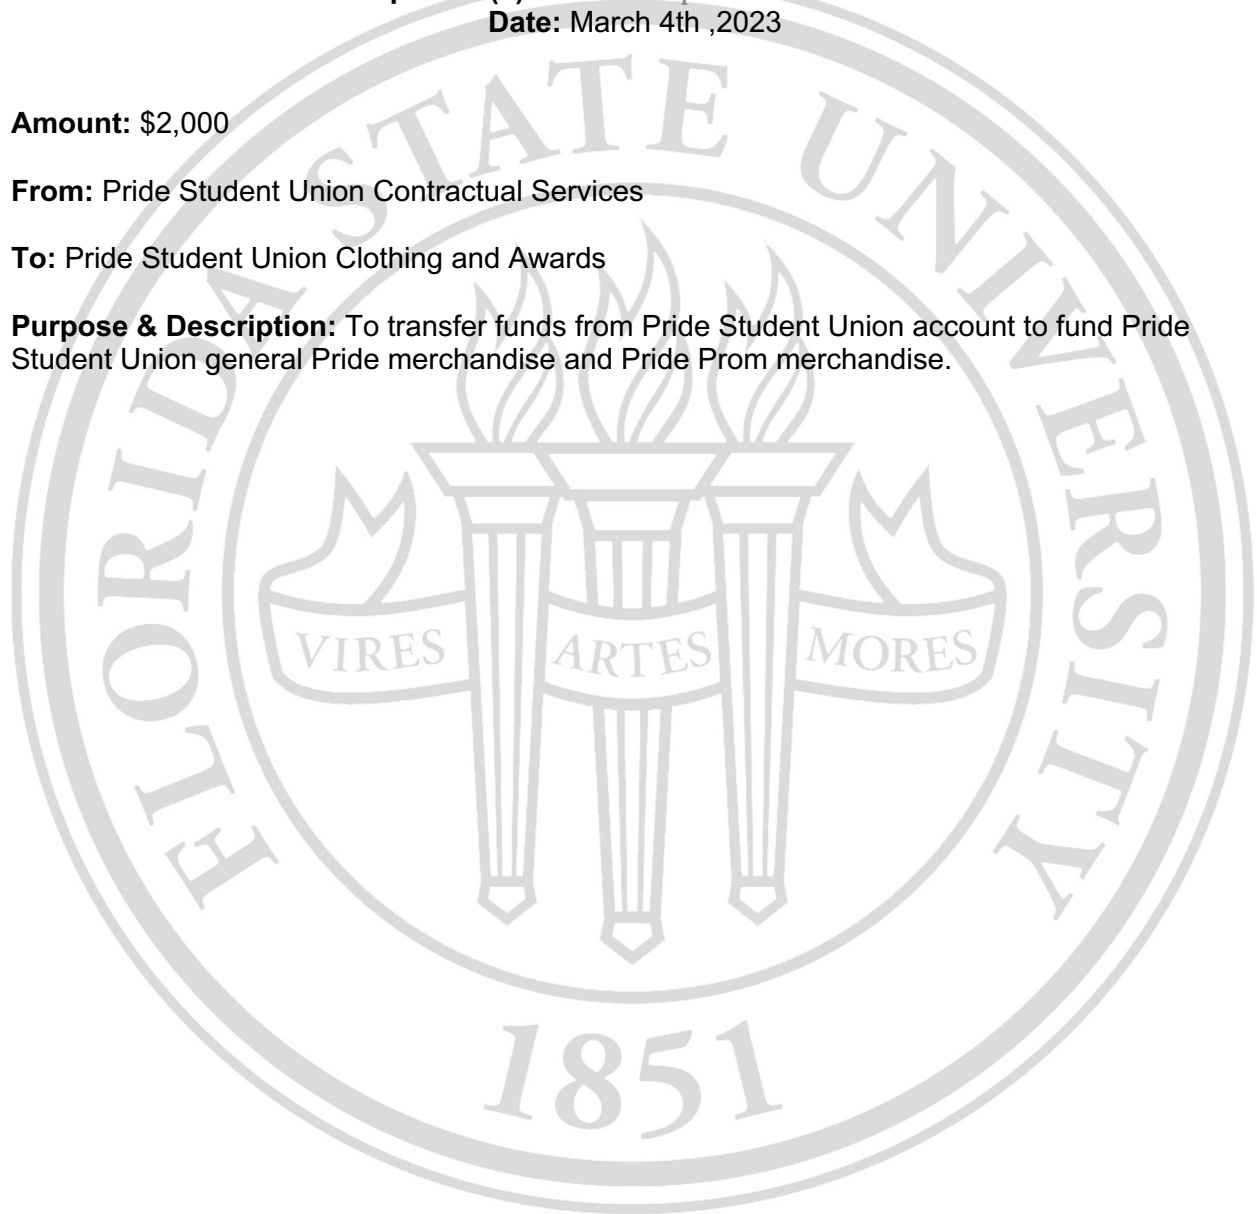 Date: March 4th ,2023
Amount: $2,000
From: Pride Student Union Contractual Services
To: Pride Student Union Clothing and Awards
Purpose & Description: To transfer funds from Pride Student Union account to fund Pride
Student Union general Pride merchandise and Pride Prom merchandise.
FLORIDA STATE UNIVERSITY
VIRES ARTES MORES
1851